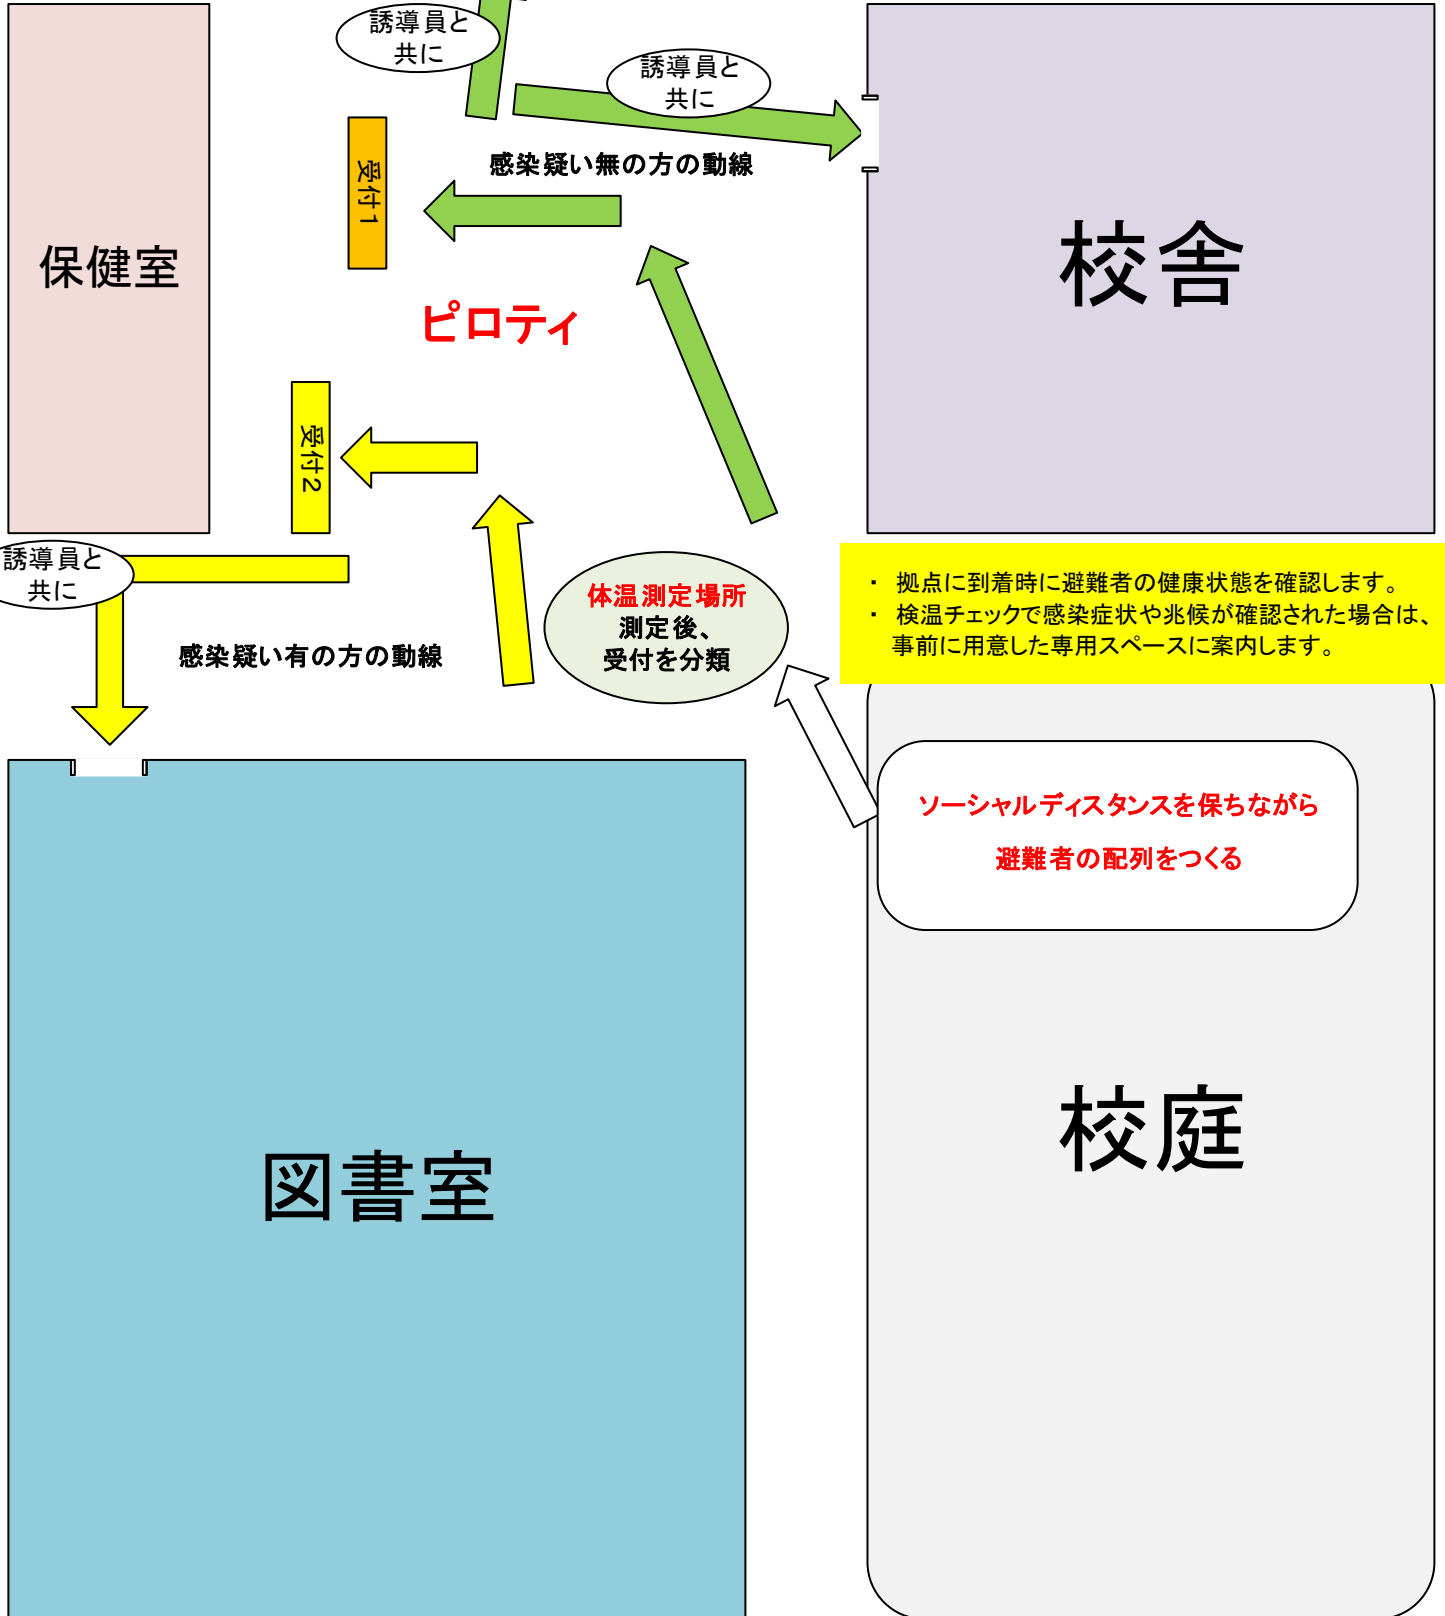 誘導員と
共に
誘導員と
共に
感染疑い無の方の動線
受付1
保健室
校舎
ピロティ
受付2
誘導員と
共に
体温測定場所
測定後、
受付を分類
・ 拠点に到着時に避難者の健康状態を確認します。
・ 検温チェックで感染症状や兆候が確認された場合は、
事前に用意した専用スペースに案内します。
感染疑い有の方の動線
ソーシャルディスタンスを保ちながら
避難者の配列をつくる
校庭
図書室